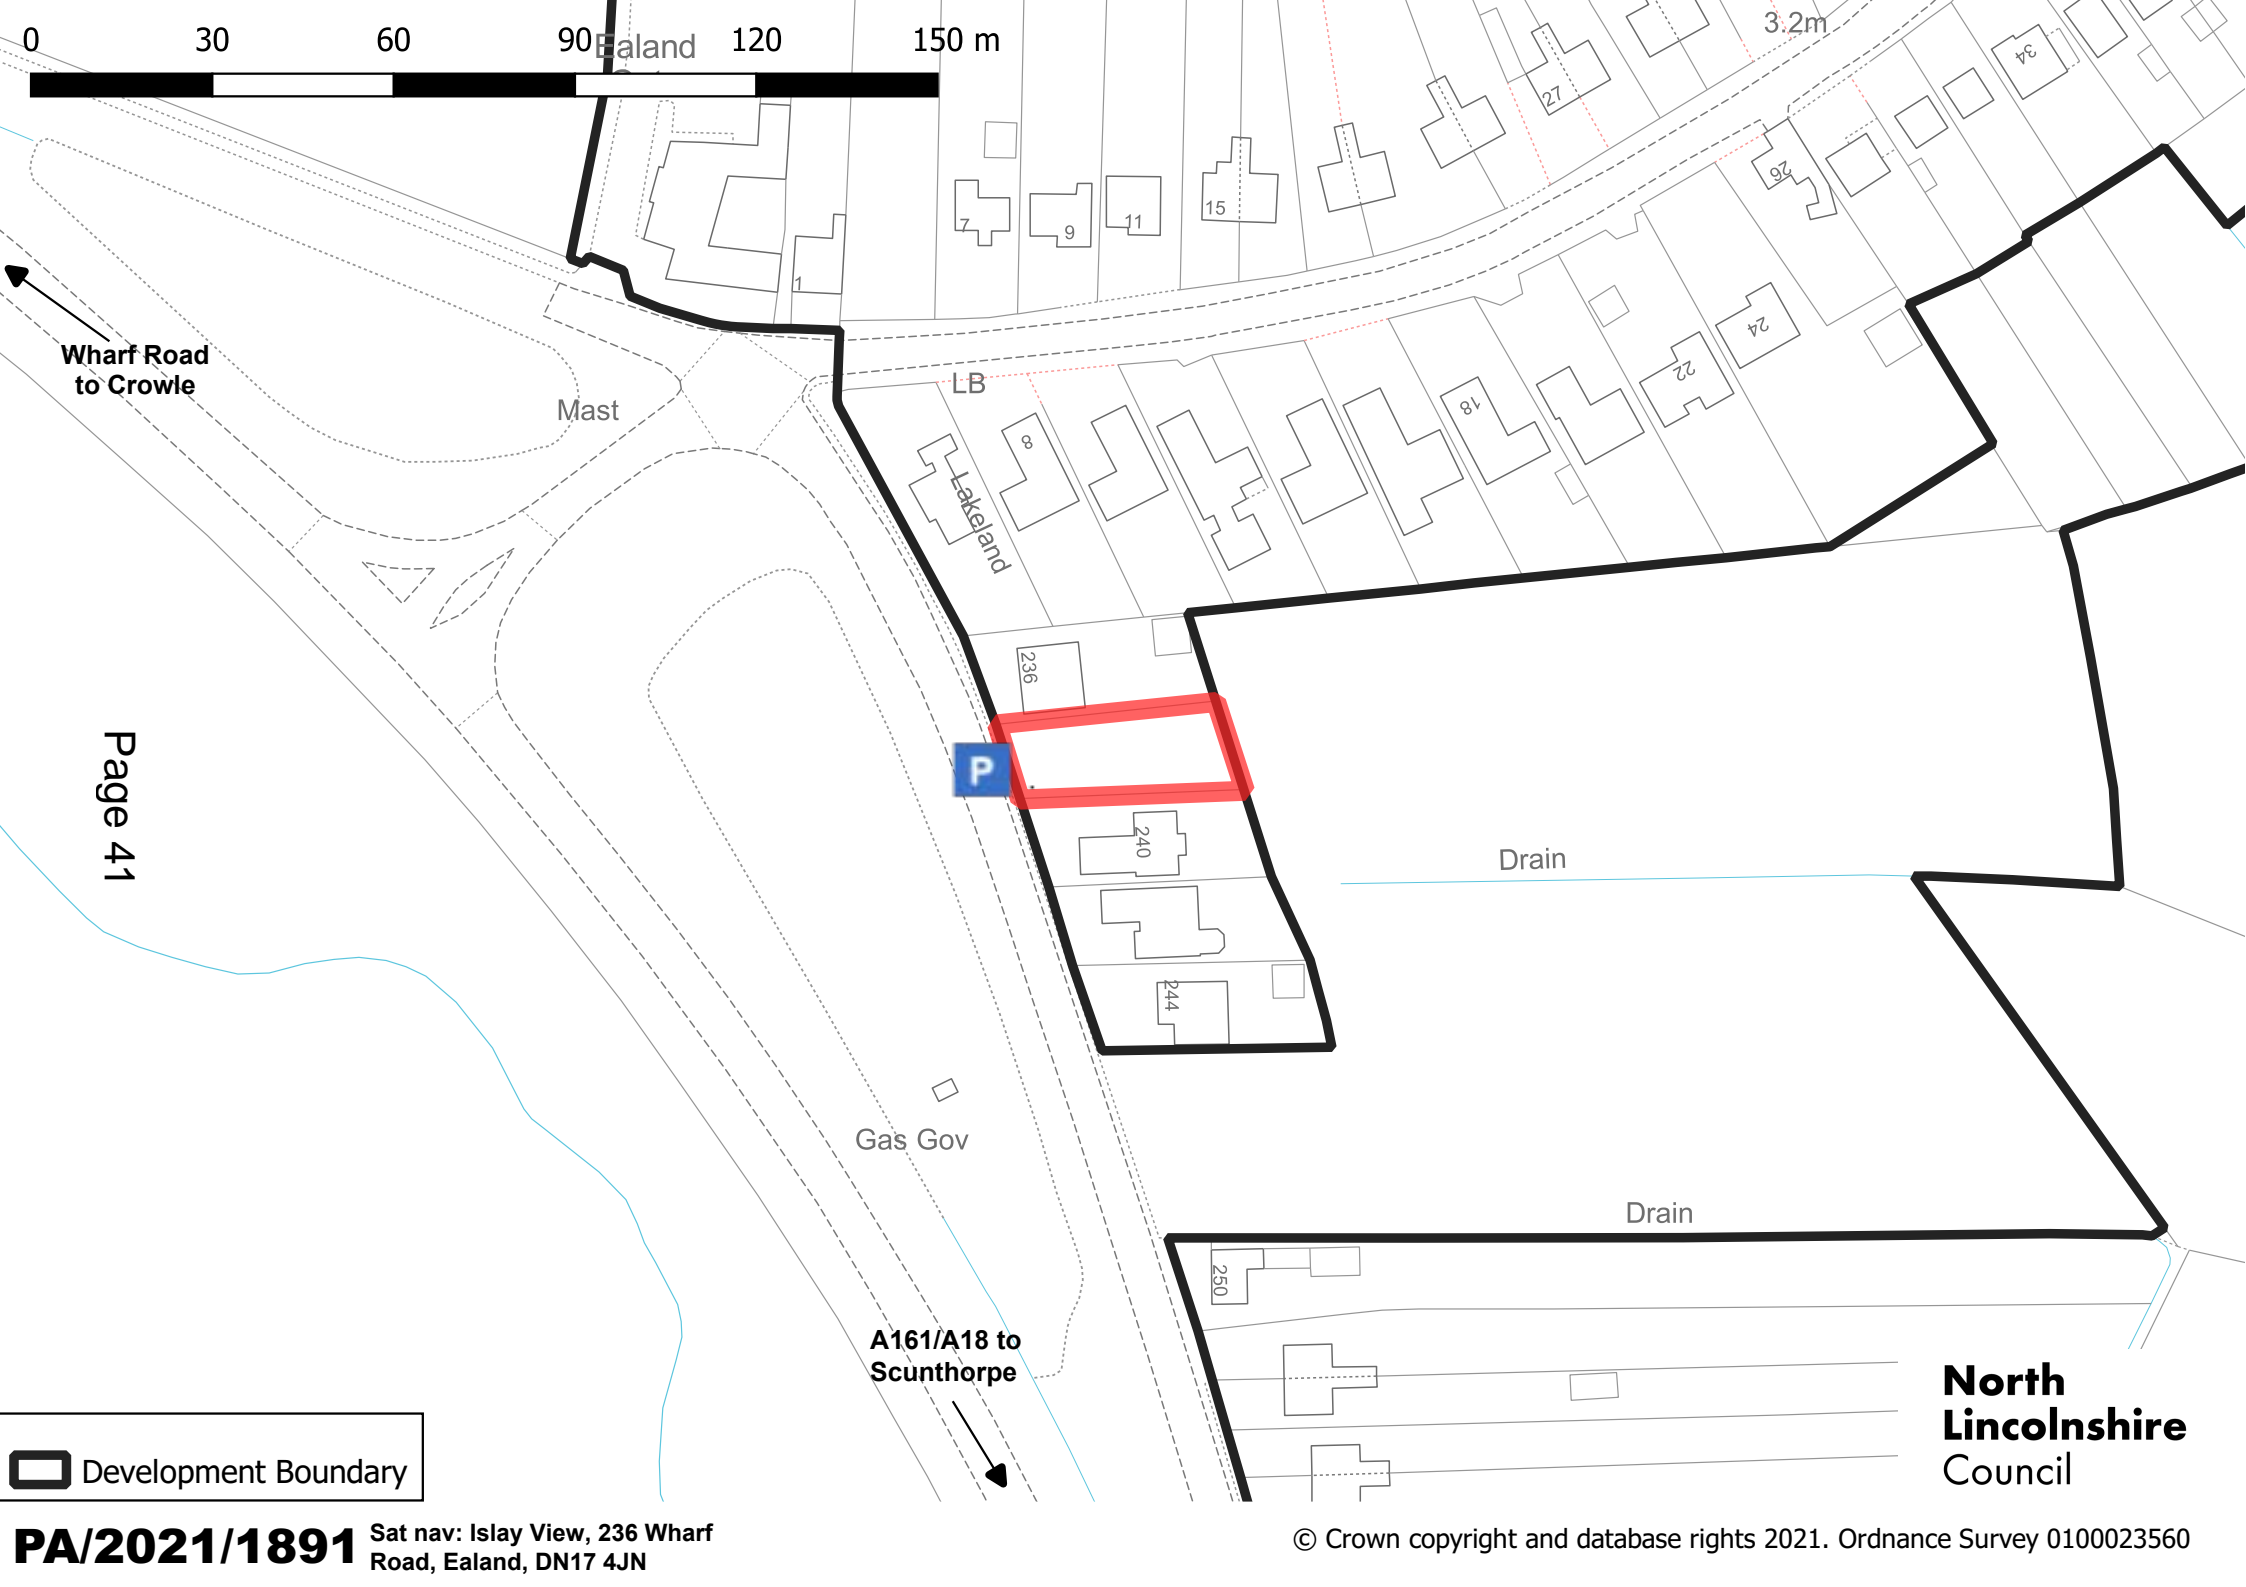 0 30 60 90 120 150 m
Ealand
3.2m
34
27
26
7
9
11
15
1
24
22
18
8
LB
Lakeland
Mast
Wharf Road
to Crowle
236
P
240
244
Page 41
Drain
Gas Gov
Drain
250
A161/A18 to
Scunthorpe
North
Lincolnshire
Council
Development Boundary
PA/2021/1891
Sat nav: Islay View, 236 Wharf
Road, Ealand, DN17 4JN
© Crown copyright and database rights 2021. Ordnance Survey 0100023560